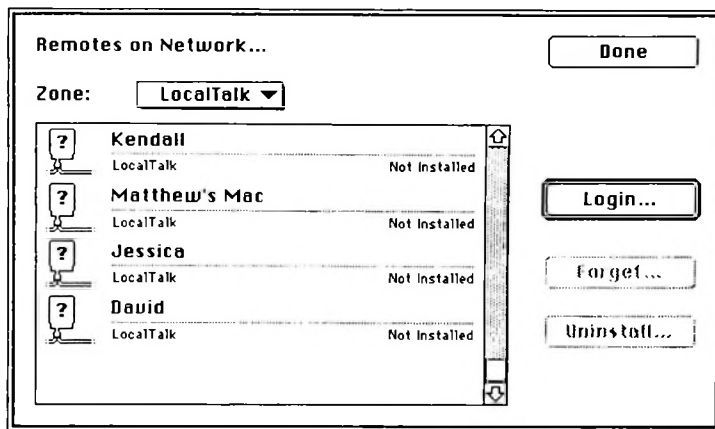 Remotes on Network...
Done
Zone: LocalTalk
? Kendall
LocalTalk Not Installed
? Matthew's Mac
LocalTalk Not Installed
Login...
? Jessica
LocalTalk Not Installed
Forget...
? David
LocalTalk Not Installed
Uninstall...